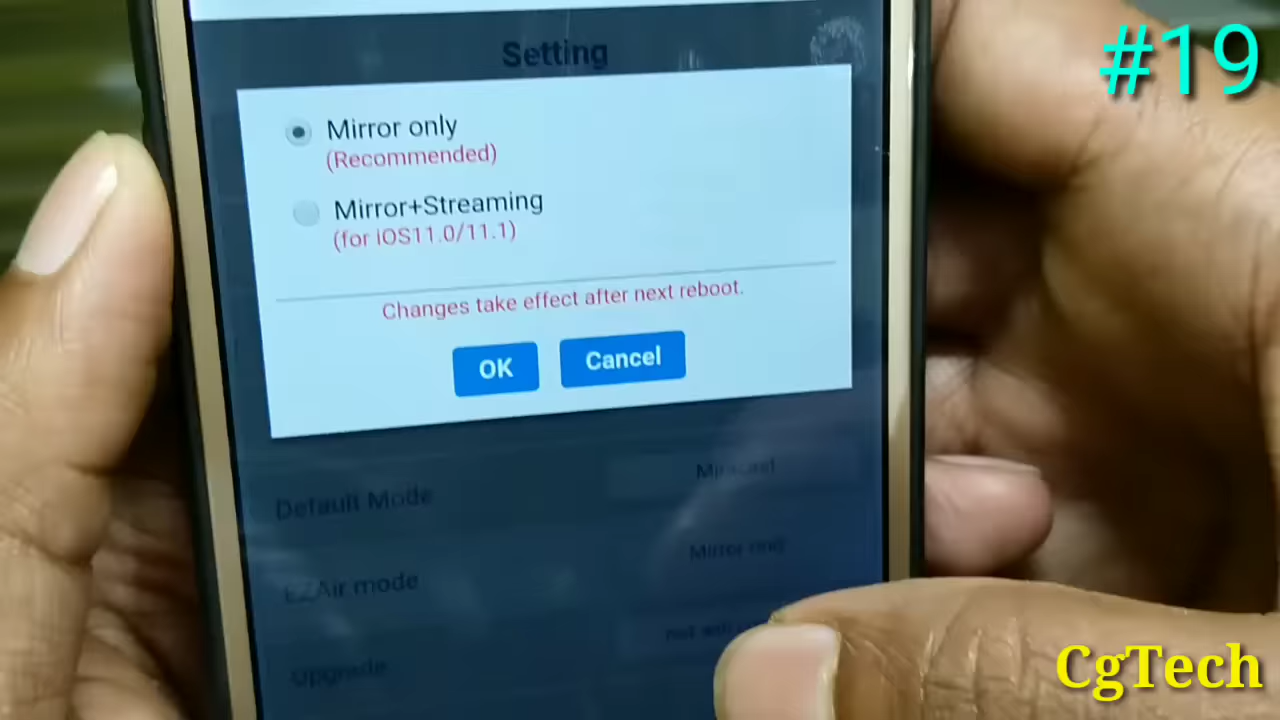 #19
Setting
Mirror only
(Recommended)
Mirror+Streaming
(for iOS11.0/11.1)
Changes take effect after next reboot.
OK
Cancel
Default Mode
Miracast
EZAir mode
Mirror only
Upgrade
CgTech